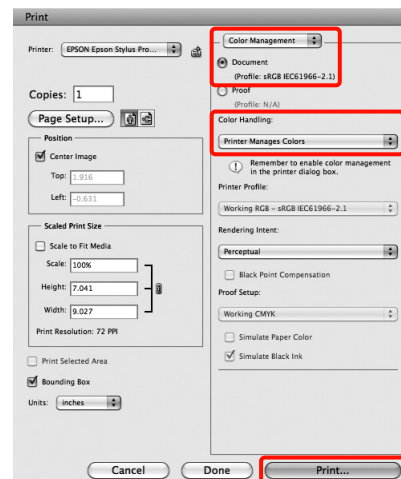 Print
Printer: EPSON Epson Stylus Pro...
Copies: 1
Page Setup...
Position
Center Image
Top: 1.916
Left: -0.631
Scaled Print Size
Scale to Fit Media
Scale: 100%
Height: 7.041
Width: 9.027
Print Resolution: 72 PPI
Print Selected Area
Bounding Box
Units: inches
Color Management
Document
(Profile: sRGB IEC61966-2.1)
Proof
(Profile: N/A)
Color Handling:
Printer Manages Colors
Remember to enable color management
in the printer dialog box.
Printer Profile:
Working RGB - sRGB IEC61966-2.1
Rendering Intent:
Perceptual
Black Point Compensation
Proof Setup:
Working CMYK
Simulate Paper Color
Simulate Black Ink
Cancel
Done
Print...